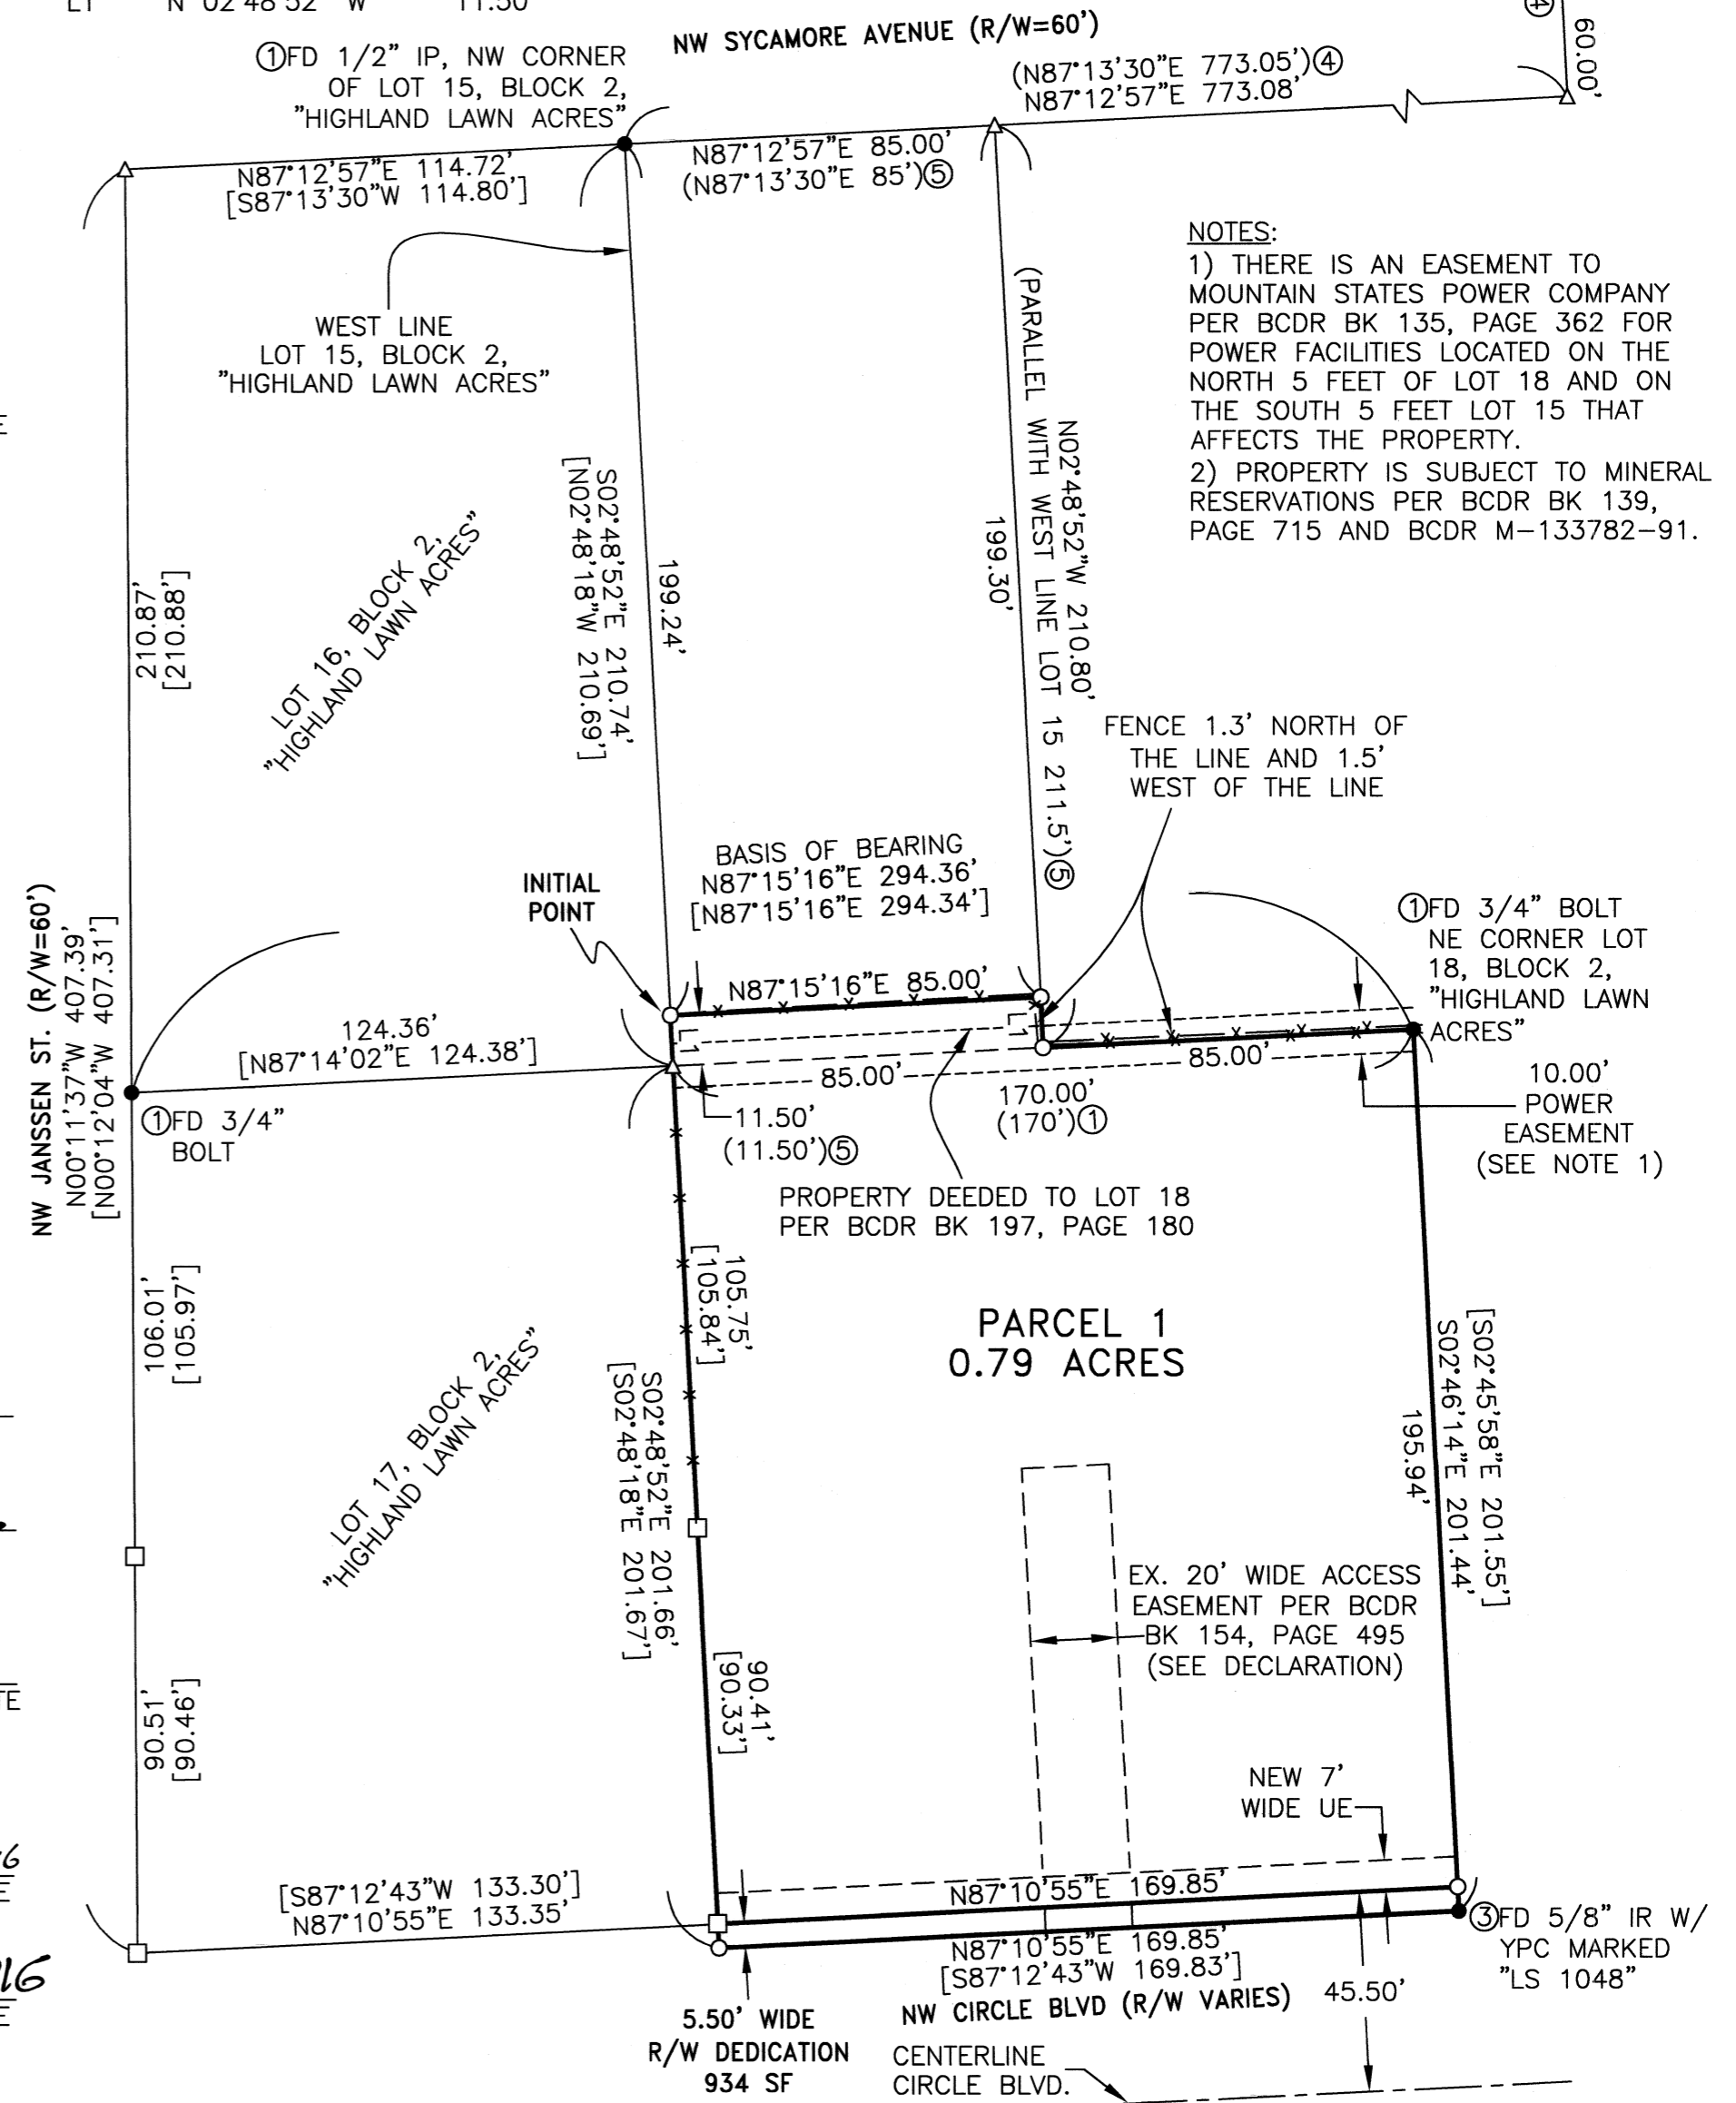 L1 N 02°48'52" W 11.50'
①FD 1/2" IP, NW CORNER
OF LOT 15, BLOCK 2,
"HIGHLAND LAWN ACRES"
NW SYCAMORE AVENUE (R/W=60')
(N87°13'30"E 773.05')④
N87°12'57"E 773.08'
④
60.00'
N87°12'57"E 114.72'
[S87°13'30"W 114.80']
N87°12'57"E 85.00'
(N87°13'30"E 85')⑤
WEST LINE
LOT 15, BLOCK 2,
"HIGHLAND LAWN ACRES"
NOTES:
1) THERE IS AN EASEMENT TO
MOUNTAIN STATES POWER COMPANY
PER BCDR BK 135, PAGE 362 FOR
POWER FACILITIES LOCATED ON THE
NORTH 5 FEET OF LOT 18 AND ON
THE SOUTH 5 FEET LOT 15 THAT
AFFECTS THE PROPERTY.
2) PROPERTY IS SUBJECT TO MINERAL
RESERVATIONS PER BCDR BK 139,
PAGE 715 AND BCDR M-133782-91.
210.87'
[210.88']
LOT 16, BLOCK 2,
"HIGHLAND LAWN ACRES"
S02°48'52"E 210.74'
[N02°48'18"W 210.69']
199.24'
199.30'
N02°48'52"W 210.80'
(PARALLEL WITH WEST LINE LOT 15 211.5')⑤
FENCE 1.3' NORTH OF
THE LINE AND 1.5'
WEST OF THE LINE
BASIS OF BEARING
N87°15'16"E 294.36'
[N87°15'16"E 294.34']
INITIAL
POINT
N87°15'16"E 85.00'
L1
L1
①FD 3/4" BOLT
NE CORNER LOT
18, BLOCK 2,
"HIGHLAND LAWN
ACRES"
NW JANSSEN ST. (R/W=60')
N00°11'37"W 407.39'
[N00°12'04"W 407.31']
124.36'
[N87°14'02"E 124.38']
①FD 3/4"
BOLT
85.00'
85.00'
170.00'
(170')①
11.50'
(11.50')⑤
10.00'
POWER
EASEMENT
(SEE NOTE 1)
PROPERTY DEEDED TO LOT 18
PER BCDR BK 197, PAGE 180
106.01'
[105.97']
105.75'
[105.84']
PARCEL 1
0.79 ACRES
LOT 17, BLOCK 2,
"HIGHLAND LAWN ACRES"
S02°48'52"E 201.66'
[S02°48'18"E 201.67']
[S02°45'58"E 201.55']
S02°46'14"E 201.44'
195.94'
EX. 20' WIDE ACCESS
EASEMENT PER BCDR
BK 154, PAGE 495
(SEE DECLARATION)
90.51'
[90.46']
90.41'
[90.33']
NEW 7'
WIDE UE
[S87°12'43"W 133.30']
N87°10'55"E 133.35'
N87°10'55"E 169.85'
N87°10'55"E 169.85'
[S87°12'43"W 169.83']
③FD 5/8" IR W/
YPC MARKED
"LS 1048"
NW CIRCLE BLVD (R/W VARIES)
45.50'
5.50' WIDE
R/W DEDICATION
934 SF
CENTERLINE
CIRCLE BLVD.